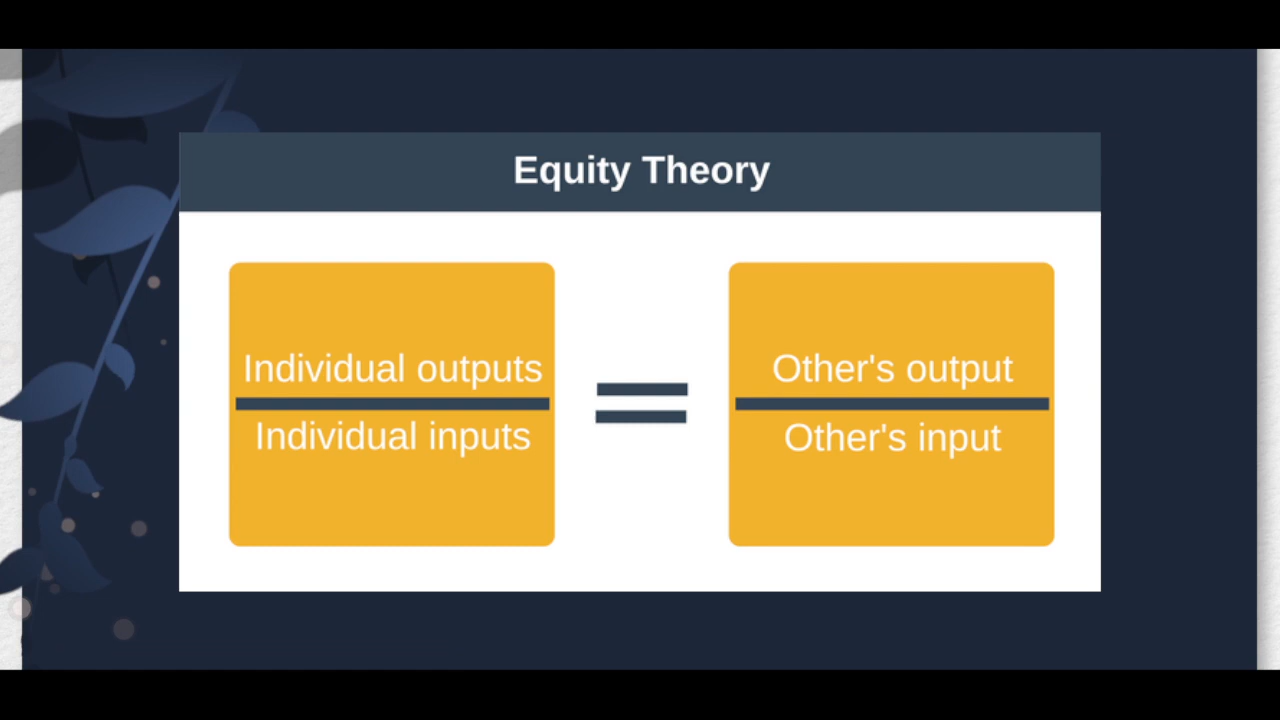 Equity Theory
Individual outputs
Individual inputs
=
Other's output
Other's input